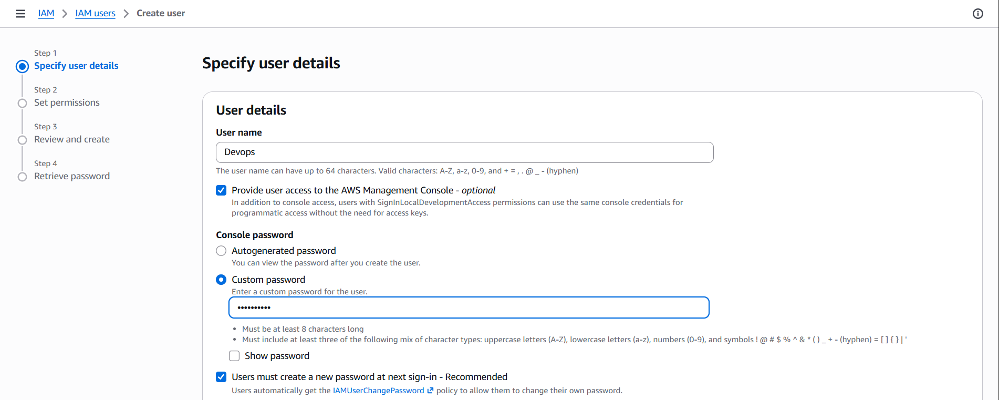 IAM > IAM users > Create user
Step 1
Specify user details
Step 2
Set permissions
Step 3
Review and create
Step 4
Retrieve password
Specify user details
User details
User name
Devops
The user name can have up to 64 characters. Valid characters: A-Z, a-z, 0-9, and + = , . @ _ - (hyphen)
Provide user access to the AWS Management Console - optional
In addition to console access, users with SignInLocalDevelopmentAccess permissions can use the same console credentials for
programmatic access without the need for access keys.
Console password
Autogenerated password
You can view the password after you create the user.
Custom password
Enter a custom password for the user.
••••••••••
• Must be at least 8 characters long
• Must include at least three of the following mix of character types: uppercase letters (A-Z), lowercase letters (a-z), numbers (0-9), and symbols ! @ # $ % ^ & * ( ) _ + - (hyphen) = [ ] { } | '
Show password
Users must create a new password at next sign-in - Recommended
Users automatically get the IAMUserChangePassword policy to allow them to change their own password.